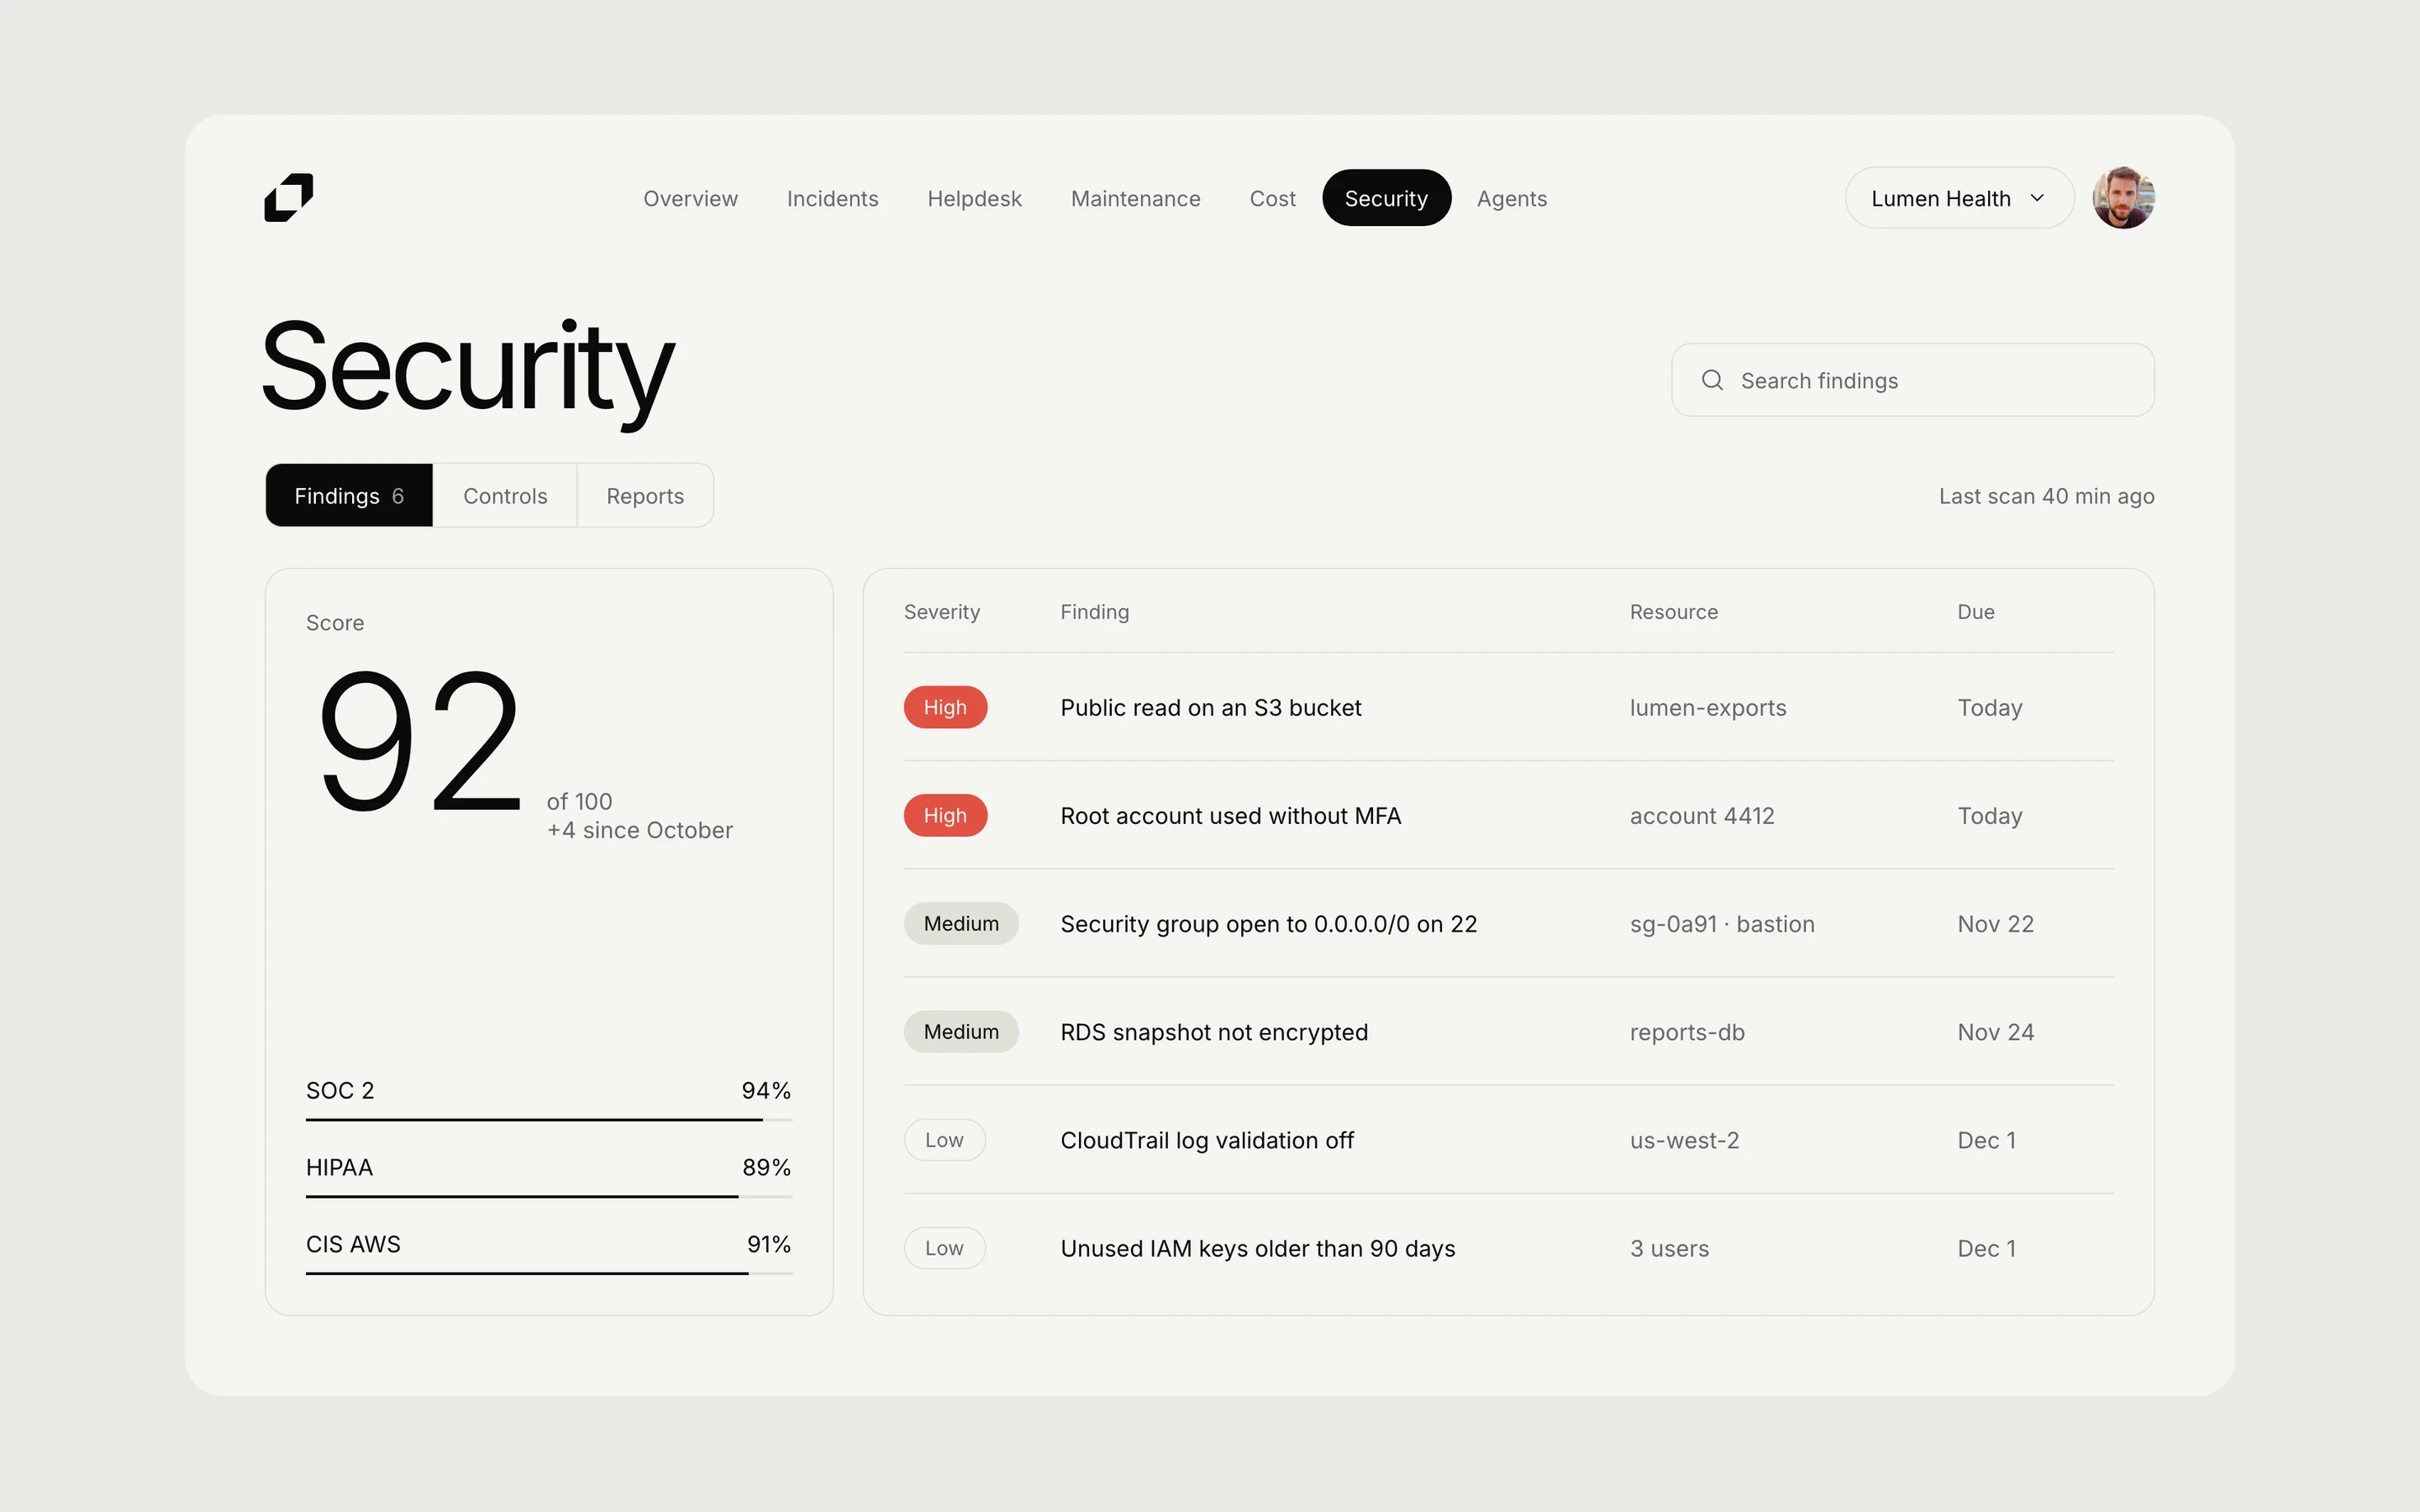 Overview Incidents Helpdesk Maintenance Cost Security Agents
Lumen Health
Security
Search findings
Findings 6 Controls Reports
Last scan 40 min ago
Score
92
of 100
+4 since October
SOC 2 94%
HIPAA 89%
CIS AWS 91%
Severity Finding Resource Due
High Public read on an S3 bucket lumen-exports Today
High Root account used without MFA account 4412 Today
Medium Security group open to 0.0.0.0/0 on 22 sg-0a91 · bastion Nov 22
Medium RDS snapshot not encrypted reports-db Nov 24
Low CloudTrail log validation off us-west-2 Dec 1
Low Unused IAM keys older than 90 days 3 users Dec 1